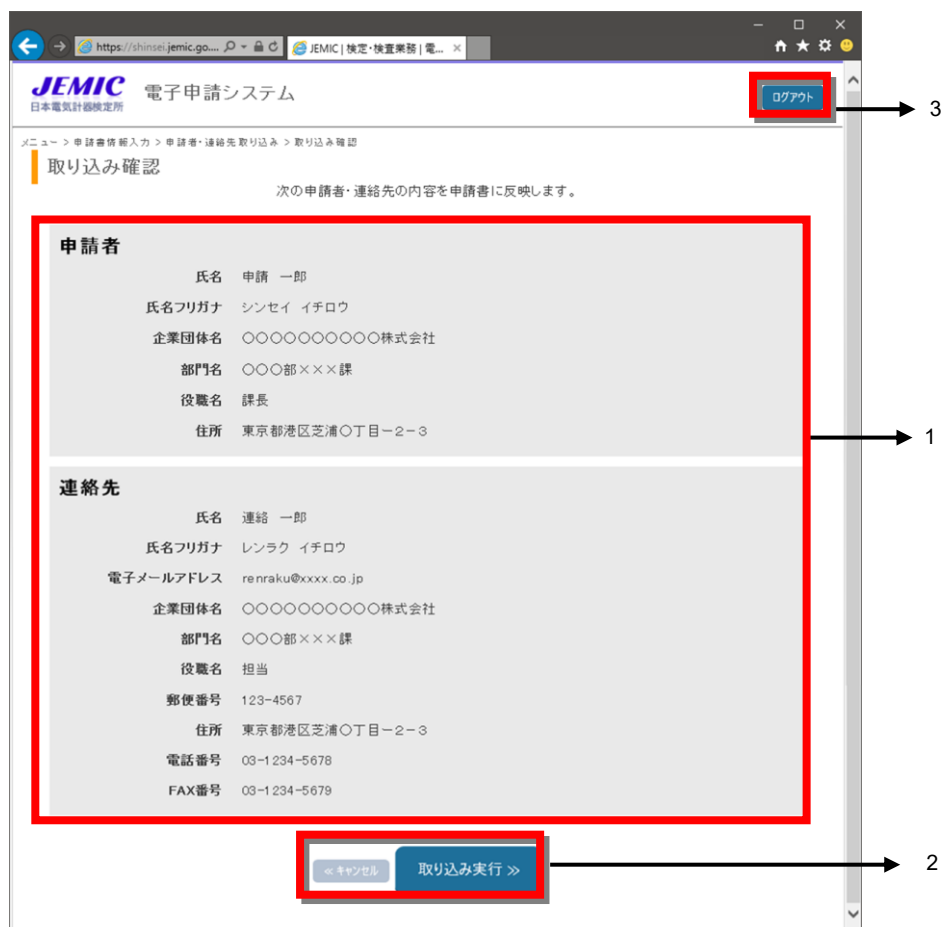 https://shinsei.jemic.go....
JEMIC | 検定・検査業務 | 電... ×
JEMIC
日本電気計器検定所
電子申請システム
ログアウト
3
メニュー > 申請書情報入力 > 申請者・連絡先取り込み > 取り込み確認
取り込み確認
次の申請者・連絡先の内容を申請書に反映します。
申請者
氏名 申請 一郎
氏名フリガナ シンセイ イチロウ
企業団体名 ○○○○○○○○○○株式会社
部門名 ○○○部×××課
役職名 課長
住所 東京都港区芝浦○丁目ー2-3
1
連絡先
氏名 連絡 一郎
氏名フリガナ レンラク イチロウ
電子メールアドレス renraku@xxxx.co.jp
企業団体名 ○○○○○○○○○○株式会社
部門名 ○○○部×××課
役職名 担当
郵便番号 123-4567
住所 東京都港区芝浦○丁目ー2-3
電話番号 03-1234-5678
FAX番号 03-1234-5679
« キャンセル
取り込み実行 »
2